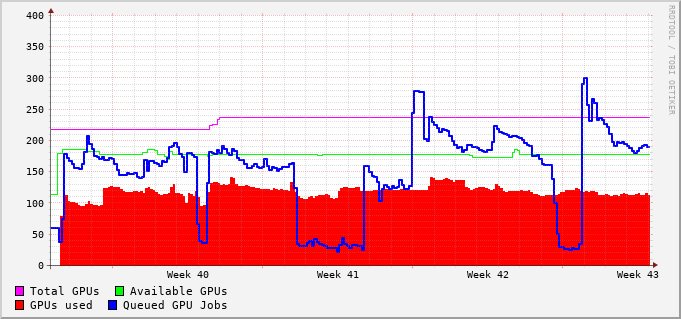 400
350
300
250
200
150
100
50
0
Week 40 Week 41 Week 42 Week 43
Total GPUs Available GPUs
GPUs used Queued GPU Jobs
RRDTOOL / TOBI OETIKER